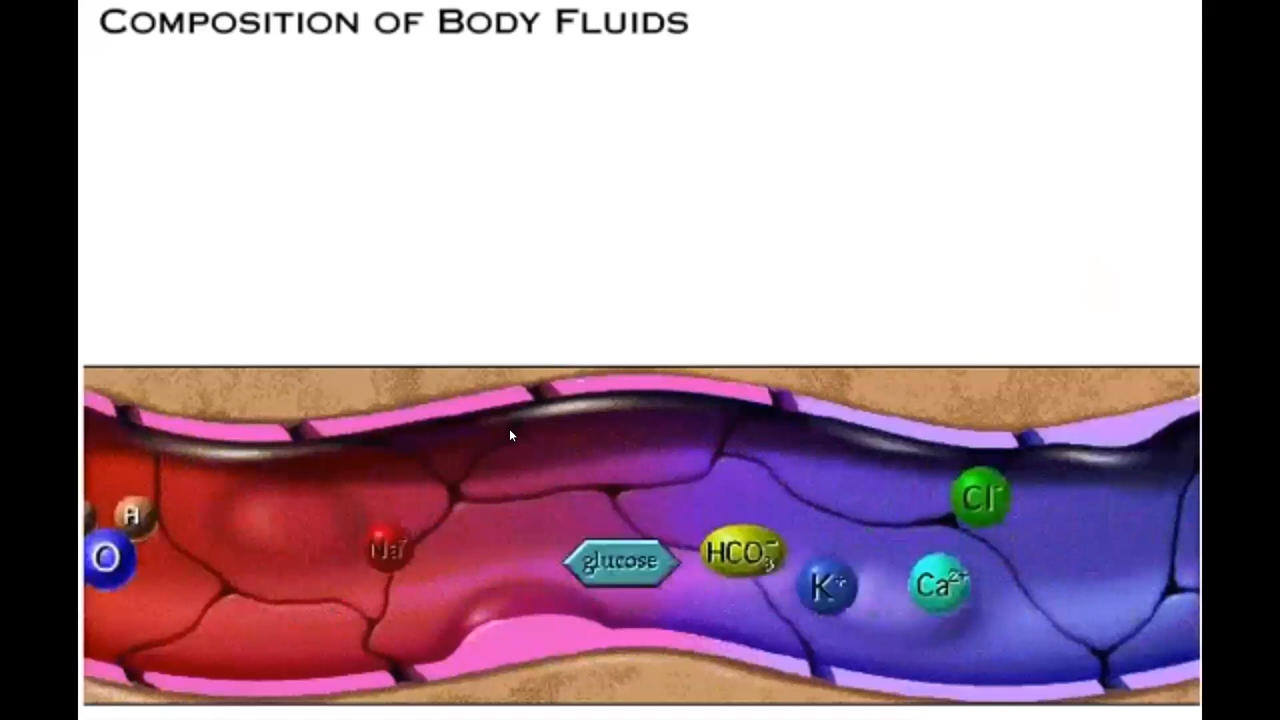 COMPOSITION OF BODY FLUIDS
H
O
Na⁺
glucose
HCO₃⁻
K⁺
Ca²⁺
Cl⁻